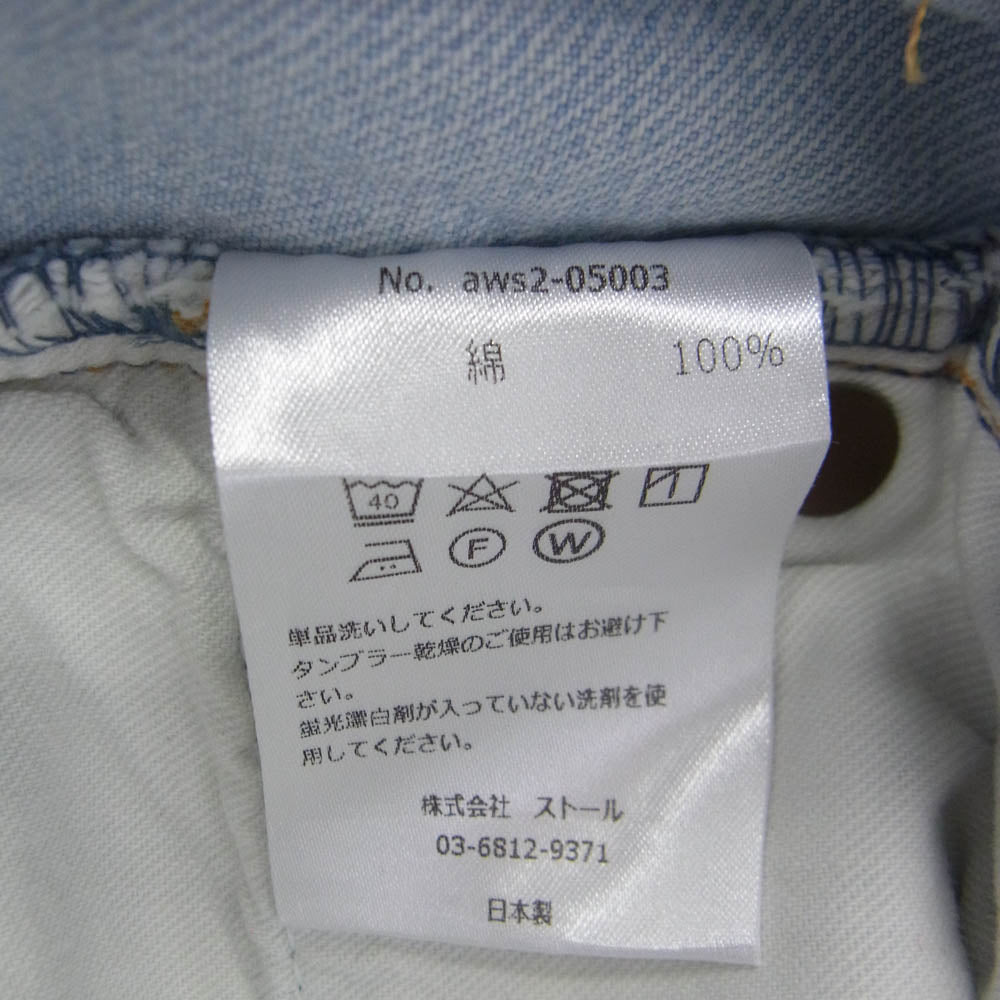 No. aws2-05003
綿 100%
40
F W
単品洗いしてください。
タンブラー乾燥のご使用はお避け下
さい。
蛍光漂白剤が入っていない洗剤を使
用してください。
株式会社 ストール
03-6812-9371
日本製